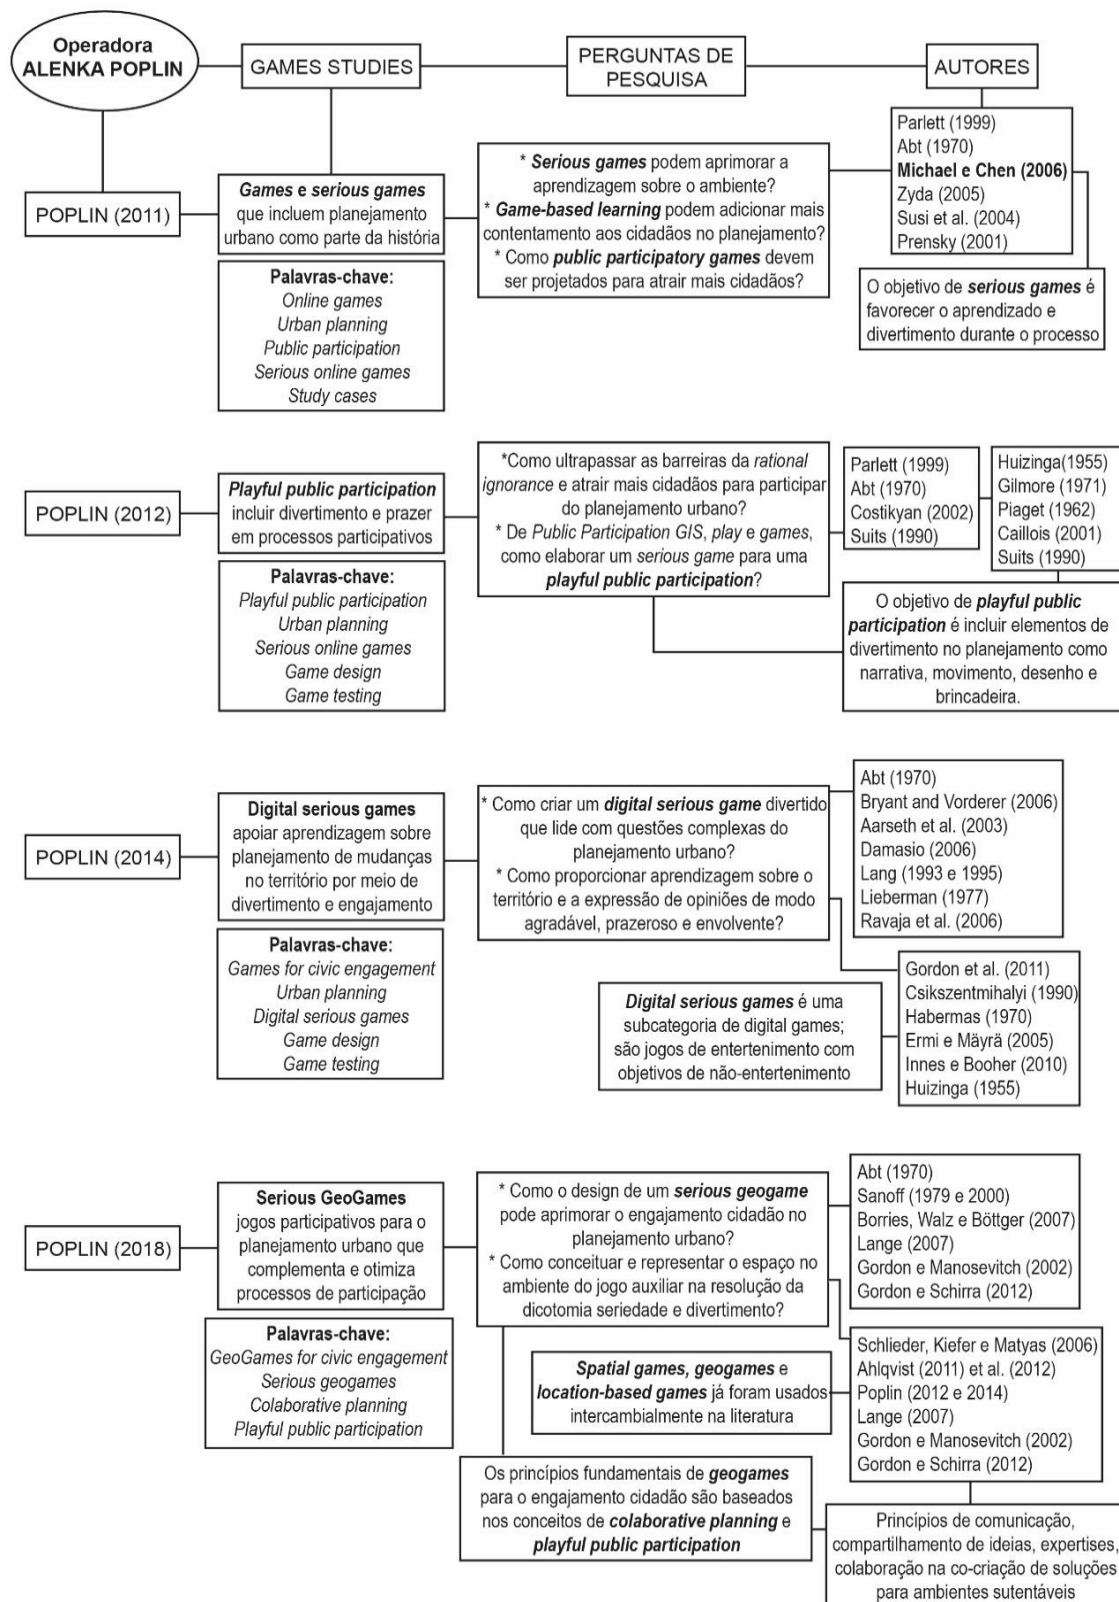 Operadora
ALENKA POPLIN
GAMES STUDIES
PERGUNTAS DE
PESQUISA
AUTORES
POPLIN (2011)
Games e serious games
que incluem planejamento
urbano como parte da história
Palavras-chave:
Online games
Urban planning
Public participation
Serious online games
Study cases
* Serious games podem aprimorar a
aprendizagem sobre o ambiente?
* Game-based learning podem adicionar mais
contentamento aos cidadãos no planejamento?
* Como public participatory games devem
ser projetados para atrair mais cidadãos?
Parlett (1999)
Abt (1970)
Michael e Chen (2006)
Zyda (2005)
Susi et al. (2004)
Prensky (2001)
O objetivo de serious games é
favorecer o aprendizado e
divertimento durante o processo
POPLIN (2012)
Playful public participation
incluir divertimento e prazer
em processos participativos
Palavras-chave:
Playful public participation
Urban planning
Serious online games
Game design
Game testing
*Como ultrapassar as barreiras da rational
ignorance e atrair mais cidadãos para participar
do planejamento urbano?
* De Public Participation GIS, play e games,
como elaborar um serious game para uma
playful public participation?
Parlett (1999)
Abt (1970)
Costikyan (2002)
Suits (1990)
Huizinga(1955)
Gilmore (1971)
Piaget (1962)
Caillois (2001)
Suits (1990)
O objetivo de playful public
participation é incluir elementos de
divertimento no planejamento como
narrativa, movimento, desenho e
brincadeira.
POPLIN (2014)
Digital serious games
apoiar aprendizagem sobre
planejamento de mudanças
no território por meio de
divertimento e engajamento
Palavras-chave:
Games for civic engagement
Urban planning
Digital serious games
Game design
Game testing
* Como criar um digital serious game divertido
que lide com questões complexas do
planejamento urbano?
* Como proporcionar aprendizagem sobre o
território e a expressão de opiniões de modo
agradável, prazeroso e envolvente?
Abt (1970)
Bryant and Vorderer (2006)
Aarseth et al. (2003)
Damasio (2006)
Lang (1993 e 1995)
Lieberman (1977)
Ravaja et al. (2006)
Digital serious games é uma
subcategoria de digital games;
são jogos de entertenimento com
objetivos de não-entertenimento
Gordon et al. (2011)
Csikszentmihalyi (1990)
Habermas (1970)
Ermi e Mäyrä (2005)
Innes e Booher (2010)
Huizinga (1955)
POPLIN (2018)
Serious GeoGames
jogos participativos para o
planejamento urbano que
complementa e otimiza
processos de participação
Palavras-chave:
GeoGames for civic engagement
Serious geogames
Colaborative planning
Playful public participation
* Como o design de um serious geogame
pode aprimorar o engajamento cidadão no
planejamento urbano?
* Como conceituar e representar o espaço no
ambiente do jogo auxiliar na resolução da
dicotomia seriedade e divertimento?
Abt (1970)
Sanoff (1979 e 2000)
Borries, Walz e Böttger (2007)
Lange (2007)
Gordon e Manosevitch (2002)
Gordon e Schirra (2012)
Spatial games, geogames e
location-based games já foram usados
intercambialmente na literatura
Schlieder, Kiefer e Matyas (2006)
Ahlqvist (2011) et al. (2012)
Poplin (2012 e 2014)
Lange (2007)
Gordon e Manosevitch (2002)
Gordon e Schirra (2012)
Os princípios fundamentais de geogames
para o engajamento cidadão são baseados
nos conceitos de colaborative planning e
playful public participation
Princípios de comunicação,
compartilhamento de ideias, expertises,
colaboração na co-criação de soluções
para ambientes sutentáveis